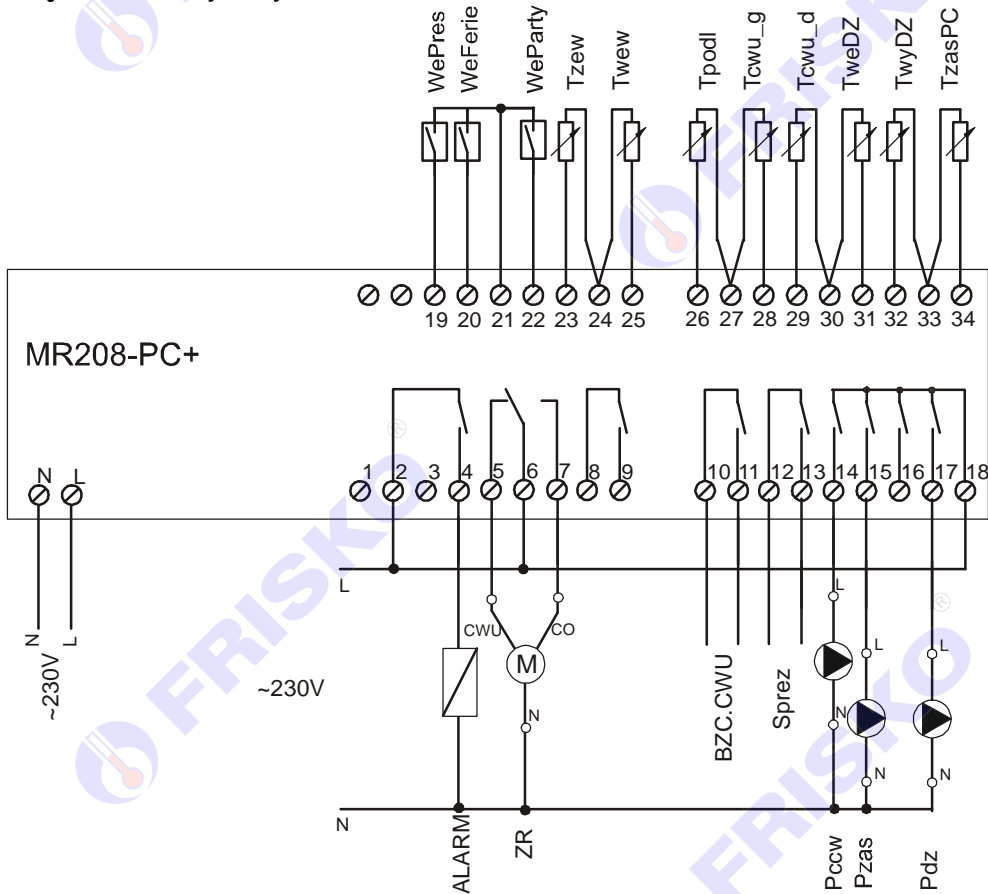 WePres
WeFerie
WeParty
Tzew
Twew
Tpodl
Tcwu_g
Tcwu_d
TweDZ
TwyDZ
TzasPC
19 20 21 22 23 24 25 26 27 28 29 30 31 32 33 34
MR208-PC+
N L
1 2 3 4 5 6 7 8 9 10 11 12 13 14 15 16 17 18
L
L
CWU
CO
N
L
~230V
~230V
M
BZC.CWU
Sprez
L
L
N
N
N
N
N
ALARM
ZR
Pccw
Pzas
Pdz
FRISKO
®
FRISKO
®
FRISKO
FRISKO